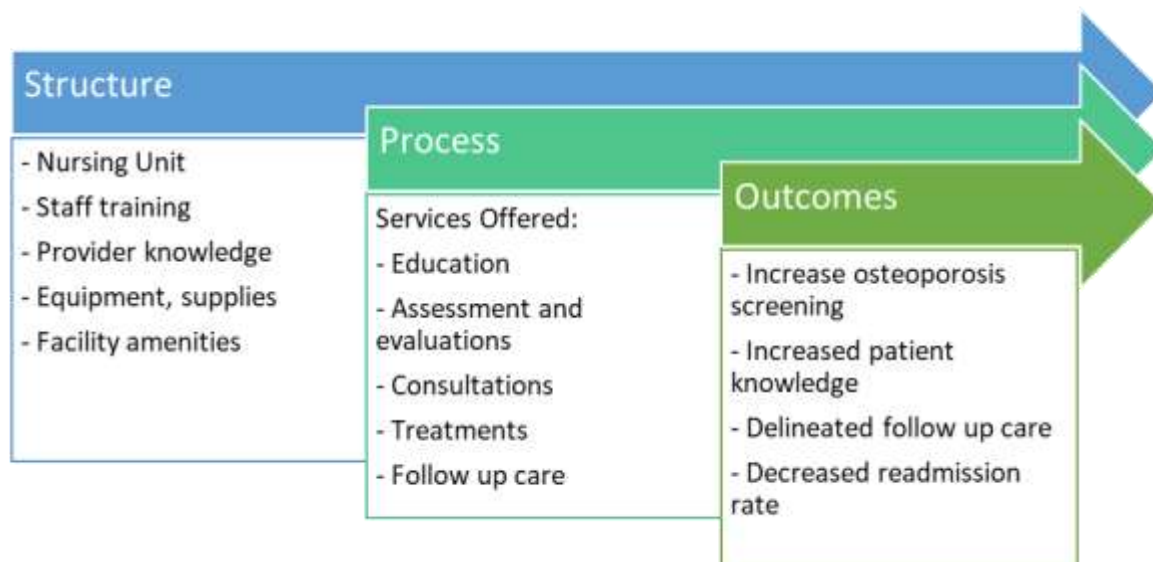 Structure
- Nursing Unit
- Staff training
- Provider knowledge
- Equipment, supplies
- Facility amenities
Process
Services Offered:
- Education
- Assessment and
evaluations
- Consultations
- Treatments
- Follow up care
Outcomes
- Increase osteoporosis
screening
- Increased patient
knowledge
- Delineated follow up care
- Decreased readmission
rate